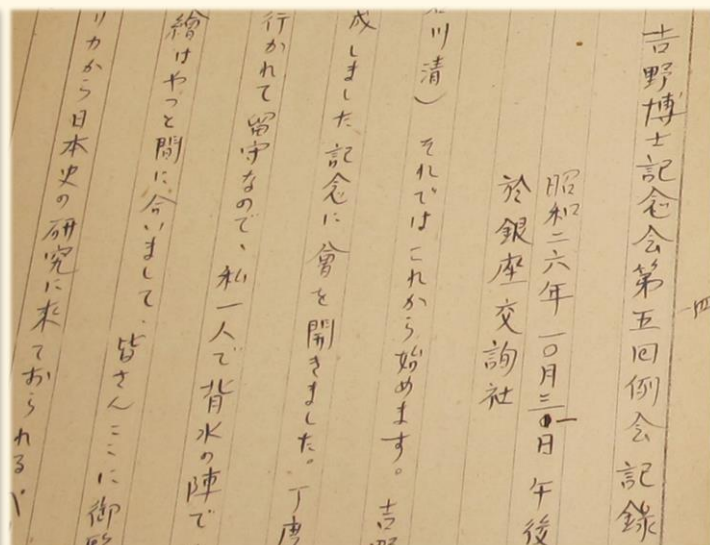 吉野博士記念会第五回例会記録
昭和二六年一〇月三一日 午後
於銀座交詢社
川清) それでは これから始めます。 吉
成しました記念に會を開きました。丁度
行かれて留守なので、私一人で背水の陣で
繪はやっと間に合いまして、皆さんここに御
リカから日本史の研究に来ておられる